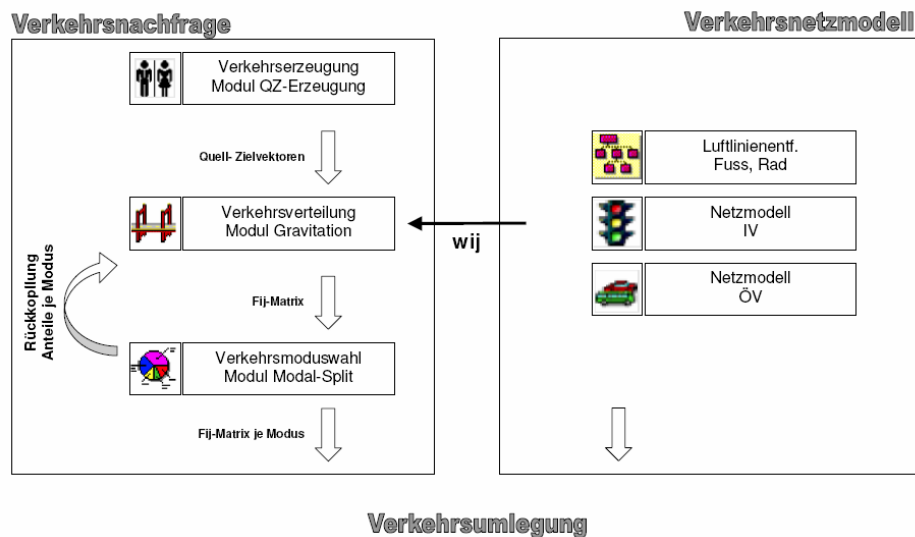 Verkehrsnachfrage
Verkehrserzeugung
Modul QZ-Erzeugung
Quell- Zielvektoren
Verkehrsverteilung
Modul Gravitation
Rückkopllung
Anteile je Modus
Fij-Matrix
Verkehrsmoduswahl
Modul Modal-Split
Fij-Matrix je Modus
wij
Verkehrsnetzmodell
Luftlinienentf.
Fuss, Rad
Netzmodell
IV
Netzmodell
ÖV
Verkehrsumlegung